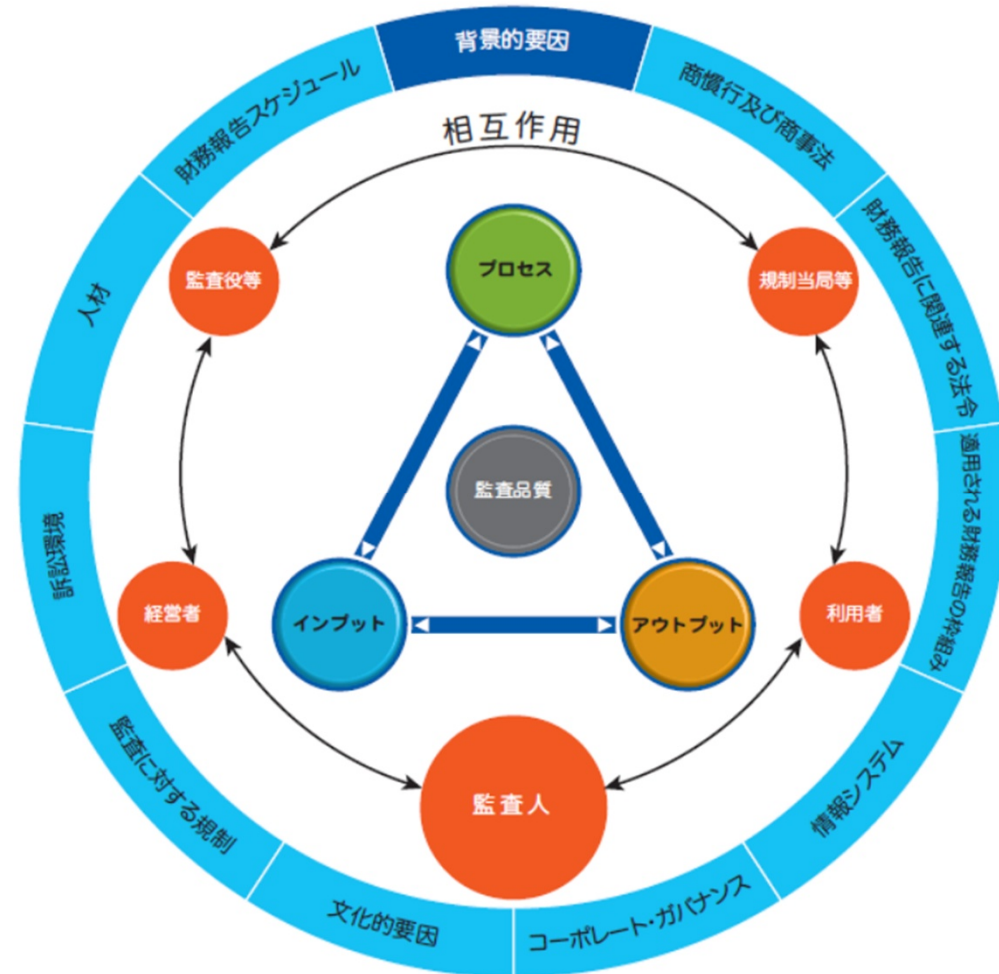 背景的要因
商慣行及び商事法
財務報告に関連する法令
適用される財務報告の枠組み
情報システム
コーポレート・ガバナンス
文化的要因
監査に対する規制
訴訟環境
人材
財務報告スケジュール
相互作用
監査役等
規制当局等
経営者
利用者
監査人
プロセス
監査品質
インプット
アウトプット